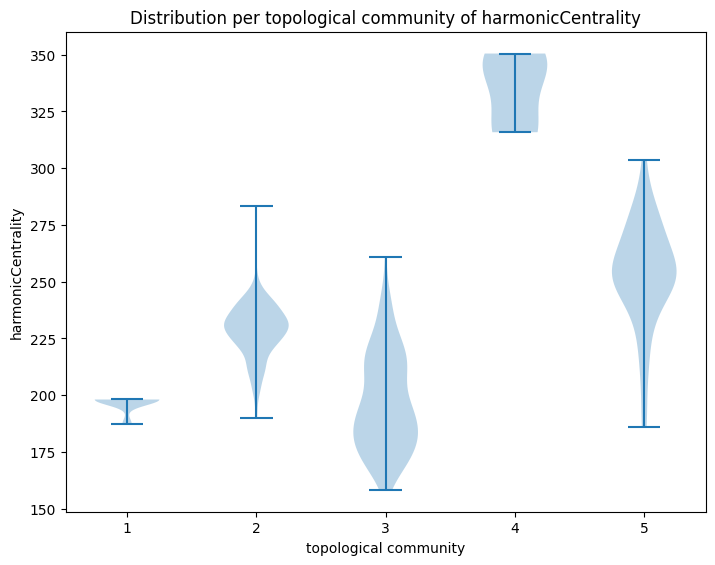 Distribution per topological community of harmonicCentrality
350
325
300
275
250
225
200
175
150
harmonicCentrality
1 2 3 4 5
topological community